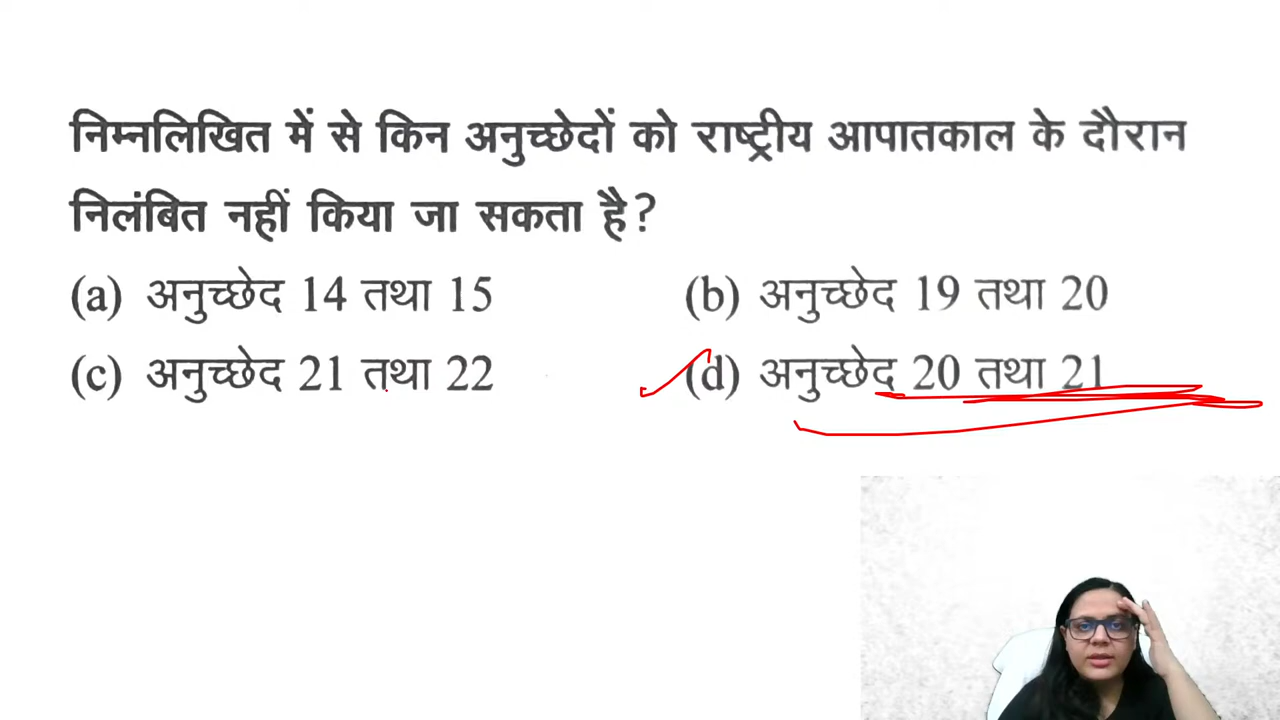 निम्नलिखित में से किन अनुच्छेदों को राष्ट्रीय आपातकाल के दौरान
निलंबित नहीं किया जा सकता है?
(a) अनुच्छेद 14 तथा 15 (b) अनुच्छेद 19 तथा 20
(c) अनुच्छेद 21 तथा 22 (d) अनुच्छेद 20 तथा 21